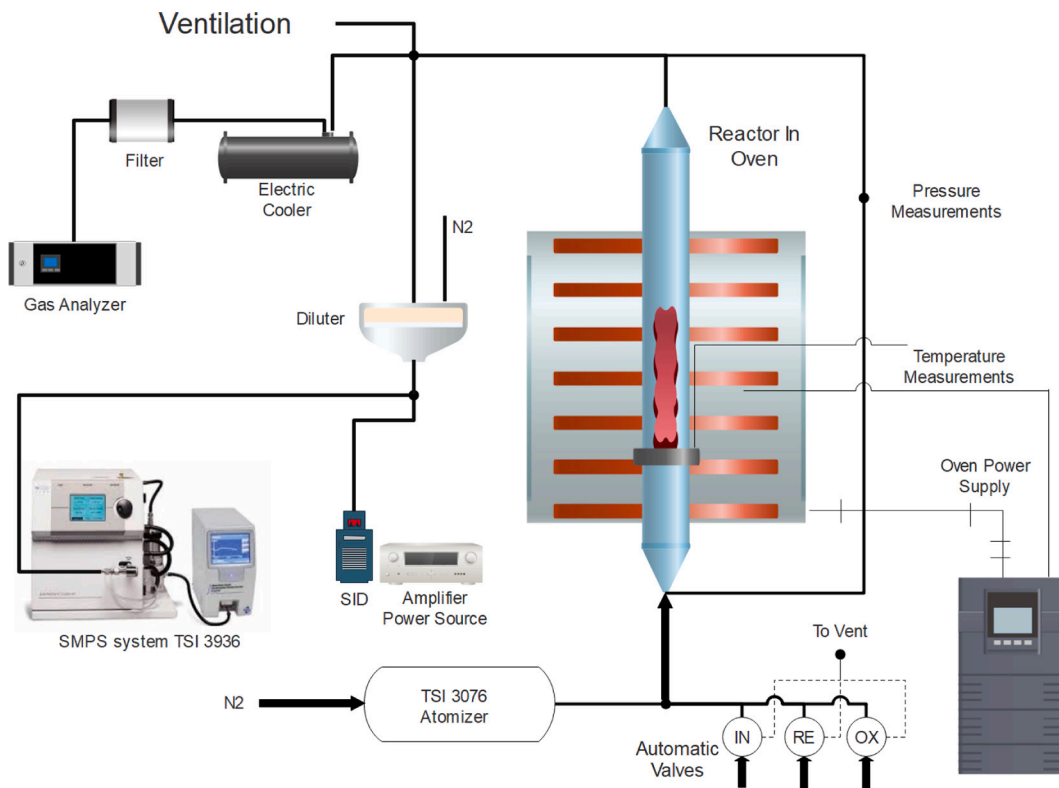 Ventilation
Reactor In
Oven
Filter
Electric
Cooler
Pressure
Measurements
N2
Gas Analyzer
Diluter
Temperature
Measurements
Oven Power
Supply
SID
Amplifier
Power Source
SMPS system TSI 3936
To Vent
N2
TSI 3076
Atomizer
IN
RE
OX
Automatic
Valves